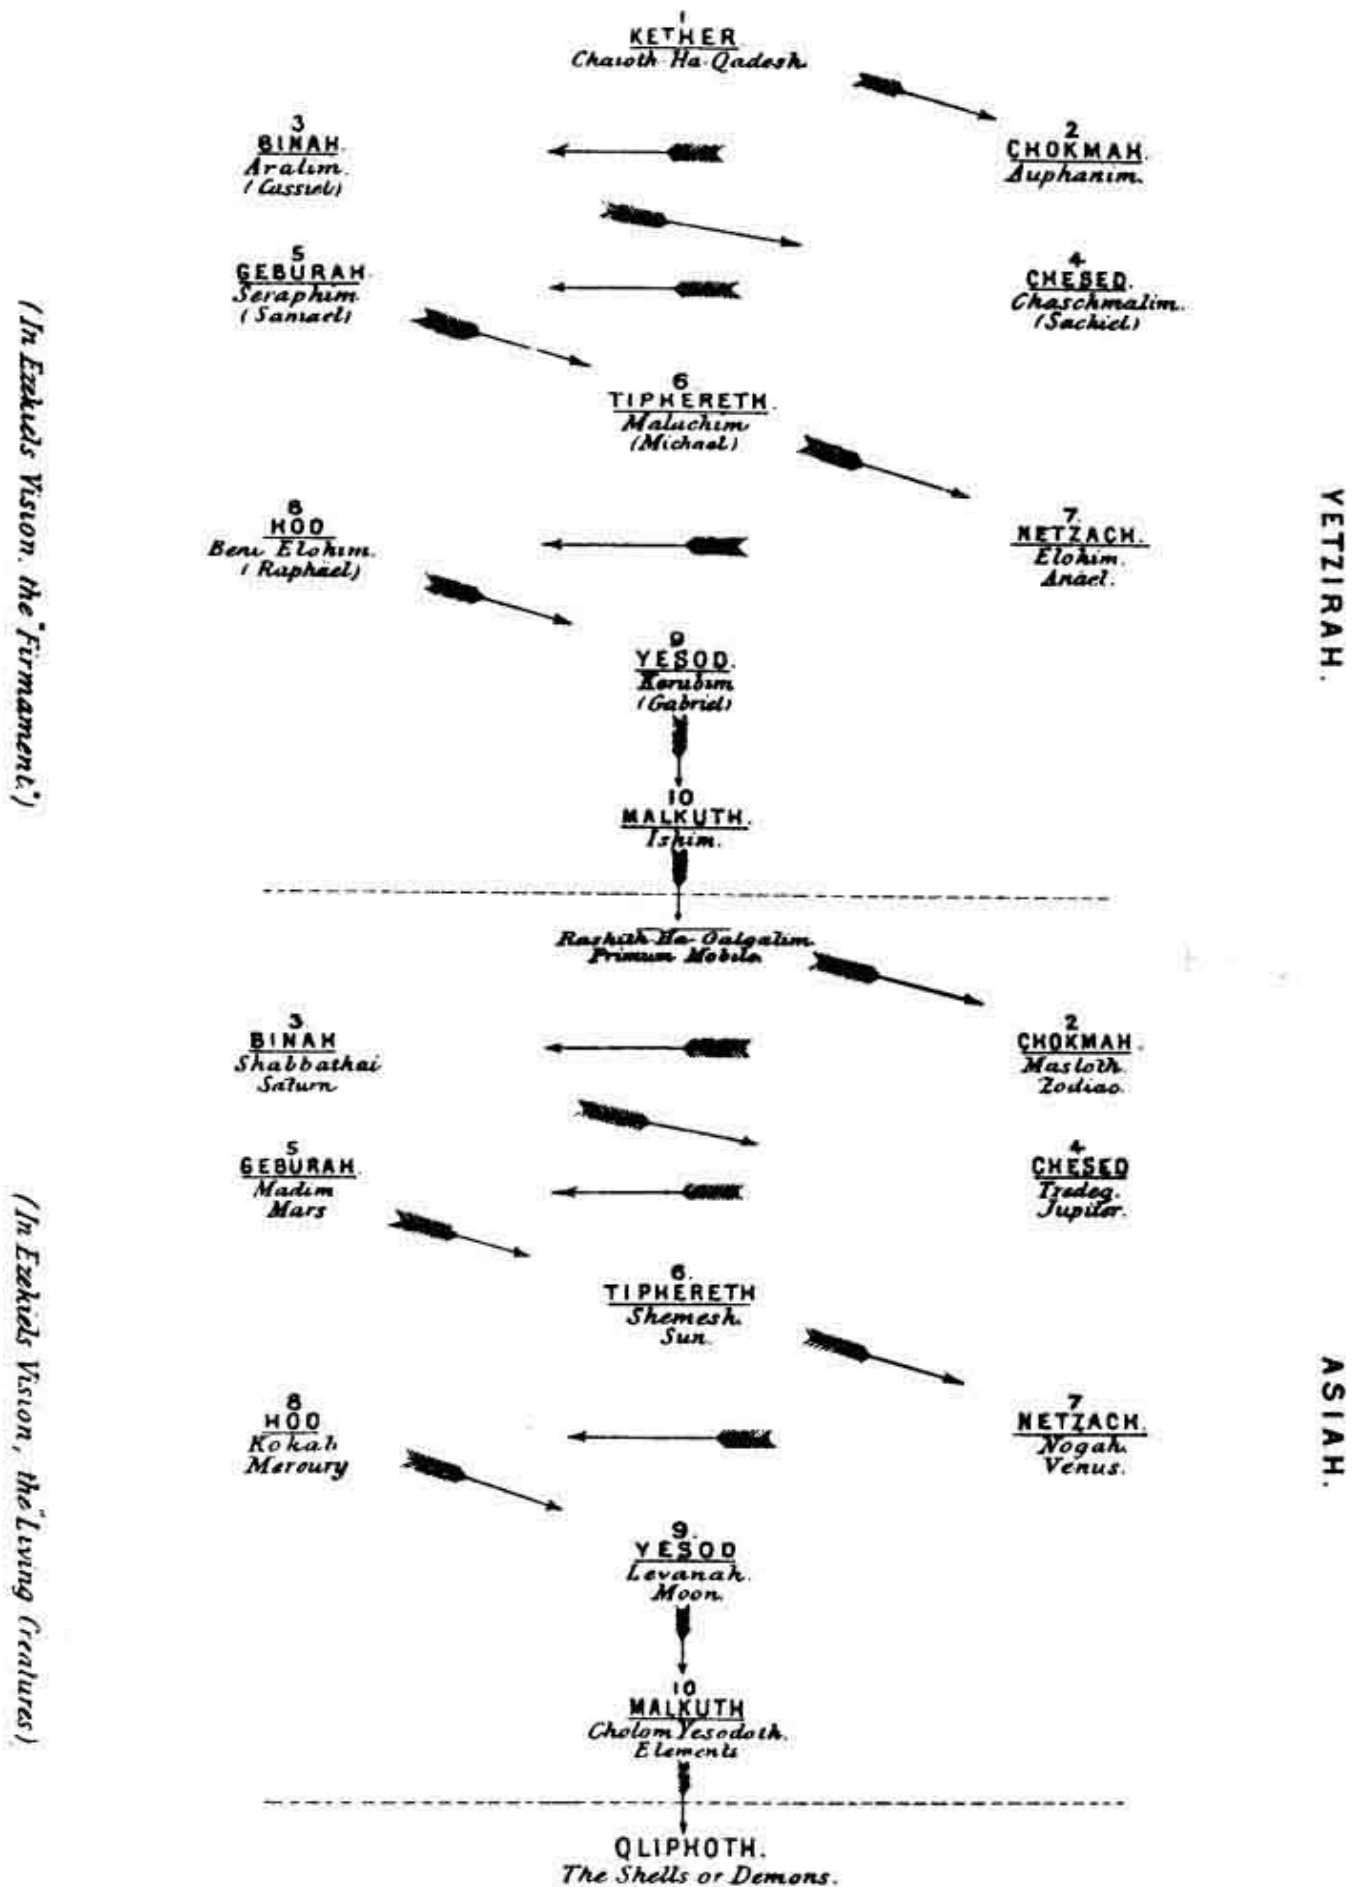 1
KETHER
Chaioth Ha Qadesh.
2
CHOKMAH.
Auphanim.
3
BINAH.
Aralim.
(Cassiel)
4
CHESED.
Chaschmalim.
(Sachiel)
5
GEBURAH
Seraphim
(Samael)
6
TIPHERETH.
Malachim
(Michael)
7.
NETZACH.
Elohim.
Anael.
8
HOD
Beni Elohim.
(Raphael)
9
YESOD.
Kerubim
(Gabriel)
10
MALKUTH.
Ishim.
(In Ezekiels Vision. the "Firmament.")
YETZIRAH.
Rashith Ha Galgalim.
Primum Mobile.
2
CHOKMAH.
Masloth.
Zodiac.
3
BINAH
Shabbathai
Saturn
4
CHESED
Tzedeq.
Jupiter.
5
GEBURAH.
Madim
Mars
6.
TIPHERETH
Shemesh.
Sun.
7
NETZACH.
Nogah.
Venus.
8
HOD
Kokab
Mercury
9.
YESOD
Levanah.
Moon.
10
MALKUTH
Cholom Yesodoth.
Elements
(In Ezekiels Vision, the "Living Creatures)
ASIAH.
QLIPHOTH.
The Shells or Demons.